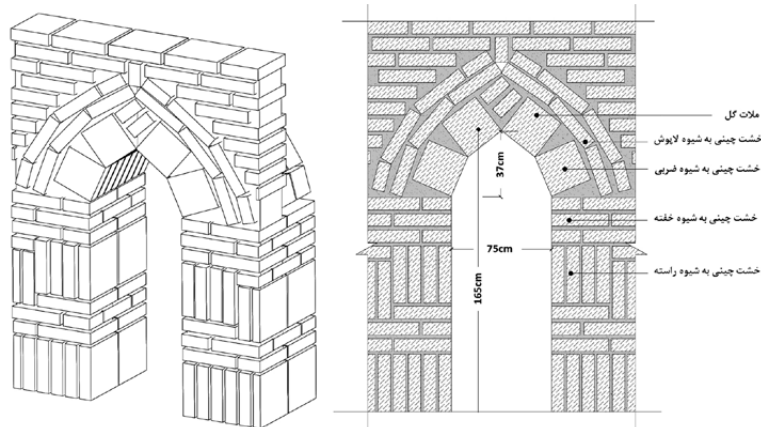 ملات گل
خشت چینی به شیوه لاپوش
خشت چینی به شیوه ضربی
خشت چینی به شیوه خفته
خشت چینی به شیوه راسته
37cm
75cm
165cm